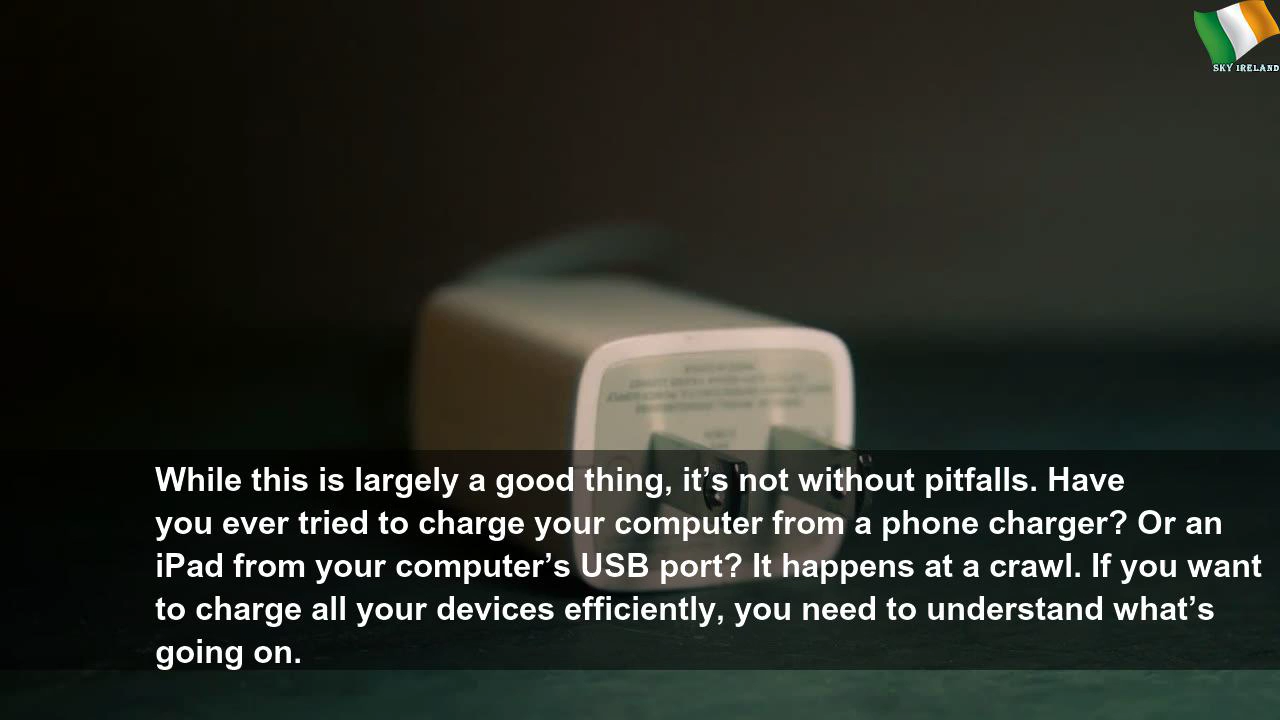 SKY IRELAND
While this is largely a good thing, it’s not without pitfalls. Have
you ever tried to charge your computer from a phone charger? Or an
iPad from your computer’s USB port? It happens at a crawl. If you want
to charge all your devices efficiently, you need to understand what’s
going on.